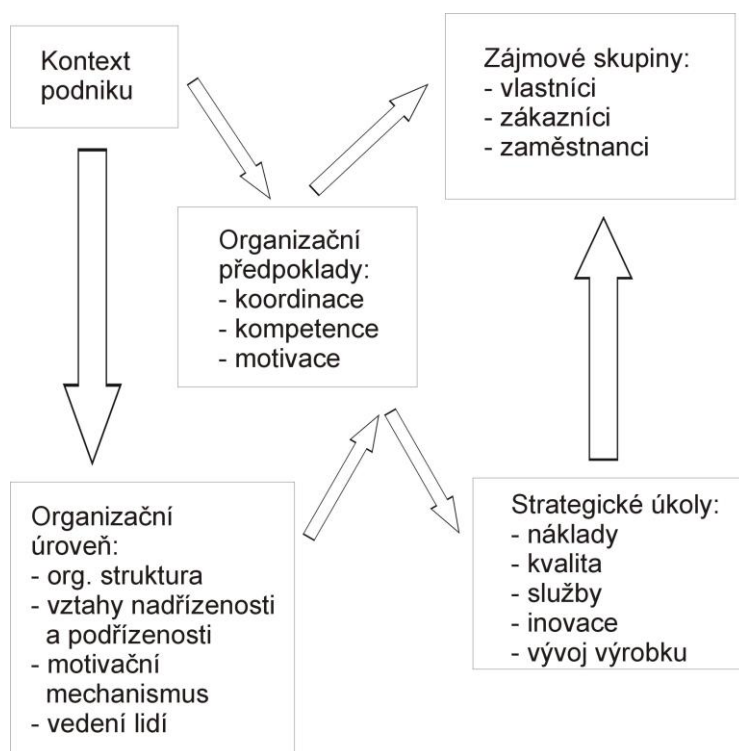 Kontext
podniku
Zájmové skupiny:
- vlastníci
- zákazníci
- zaměstnanci
Organizační
předpoklady:
- koordinace
- kompetence
- motivace
Organizační
úroveň:
- org. struktura
- vztahy nadřízenosti
a podřízenosti
- motivační
mechanismus
- vedení lidí
Strategické úkoly:
- náklady
- kvalita
- služby
- inovace
- vývoj výrobku